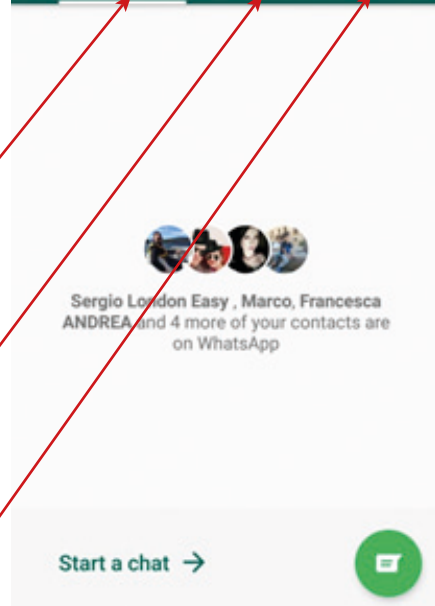 Sergio London Easy , Marco, Francesca
ANDREA and 4 more of your contacts are
on WhatsApp
Start a chat →